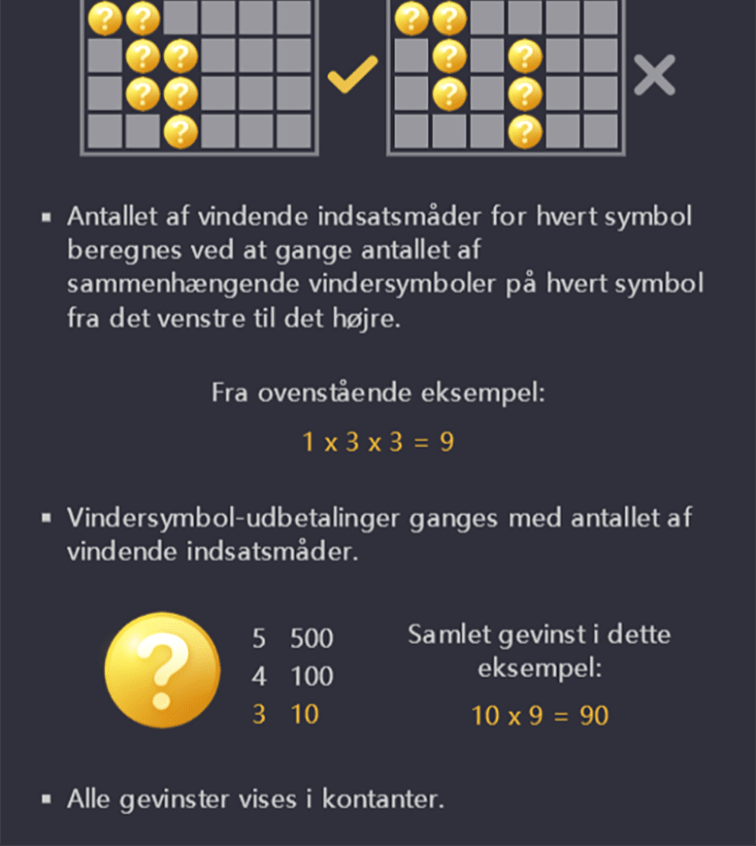 Antallet af vindende indsatsmåder for hvert symbol
beregnes ved at gange antallet af
sammenhængende vindersymboler på hvert symbol
fra det venstre til det højre.
Fra ovenstående eksempel:
1 x 3 x 3 = 9
Vindersymbol-udbetalinger ganges med antallet af
vindende indsatsmåder.
?
5 500
4 100
3 10
Samlet gevinst i dette
eksempel:
10 x 9 = 90
Alle gevinster vises i kontanter.